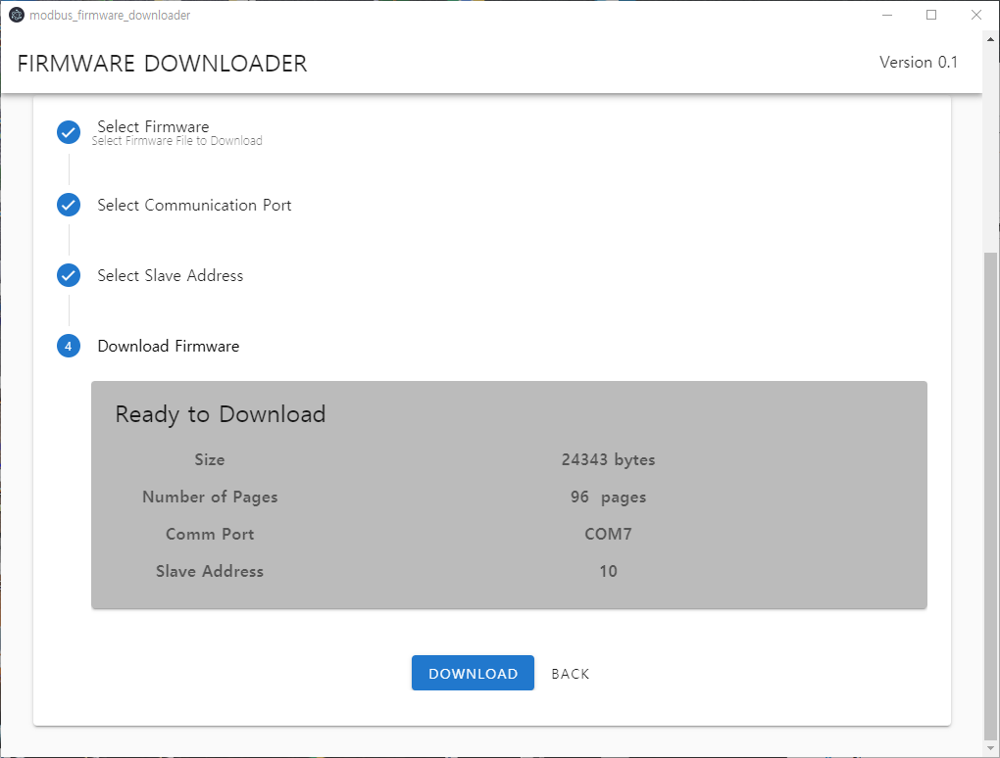 modbus_firmware_downloader
FIRMWARE DOWNLOADER
Version 0.1
Select Firmware
Select Firmware File to Download
Select Communication Port
Select Slave Address
4 Download Firmware
Ready to Download
Size 24343 bytes
Number of Pages 96 pages
Comm Port COM7
Slave Address 10
DOWNLOAD BACK